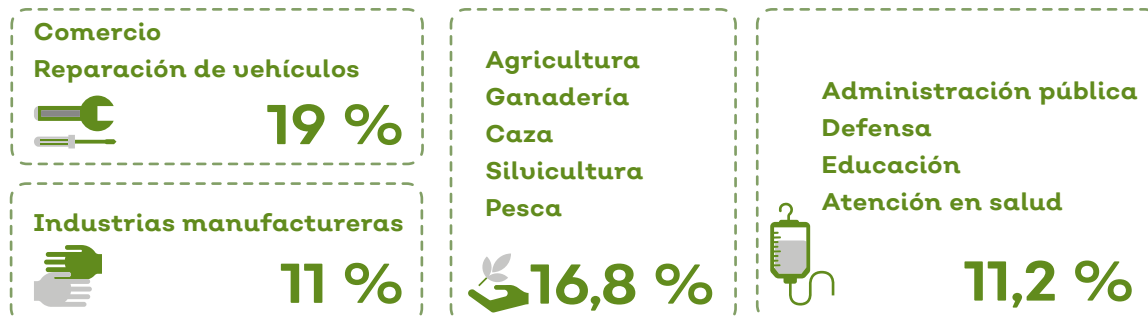 Comercio
Reparación de vehículos
19 %
Industrias manufactureras
11 %
Agricultura
Ganadería
Caza
Silvicultura
Pesca
16,8 %
Administración pública
Defensa
Educación
Atención en salud
11,2 %